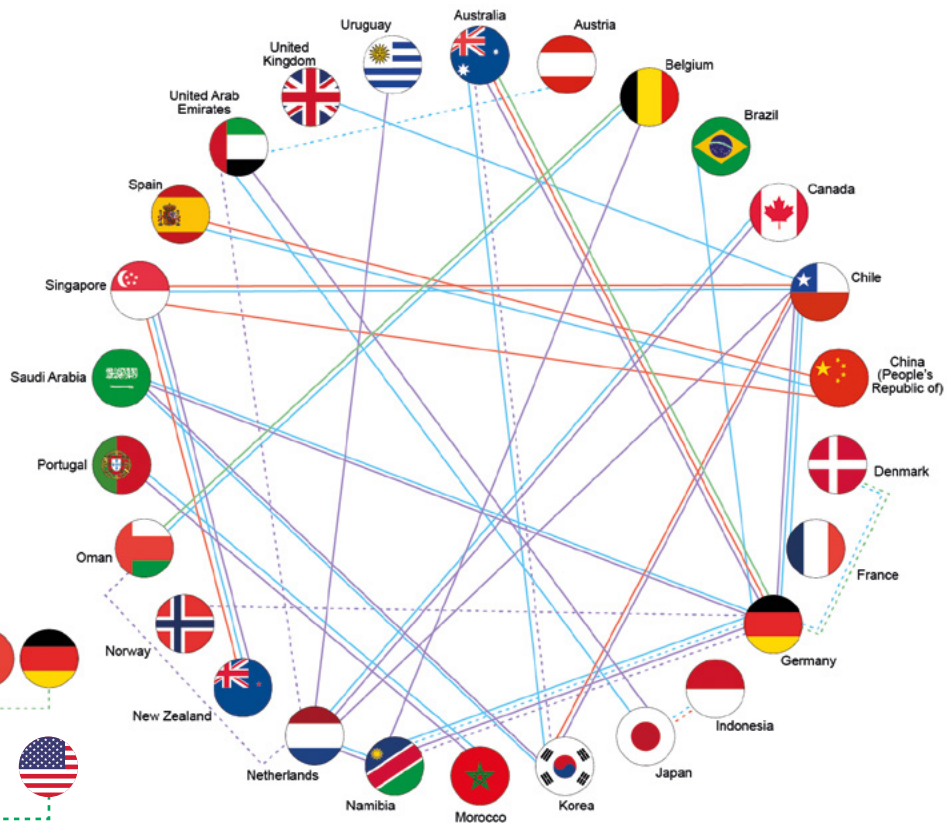 Australia
Austria
Uruguay
United
Kingdom
Belgium
United Arab
Emirates
Brazil
Spain
Canada
Singapore
Chile
Saudi Arabia
China
(People's
Republic of)
Portugal
Denmark
Oman
France
Norway
Germany
New Zealand
Indonesia
Netherlands
Japan
Namibia
Korea
Morocco